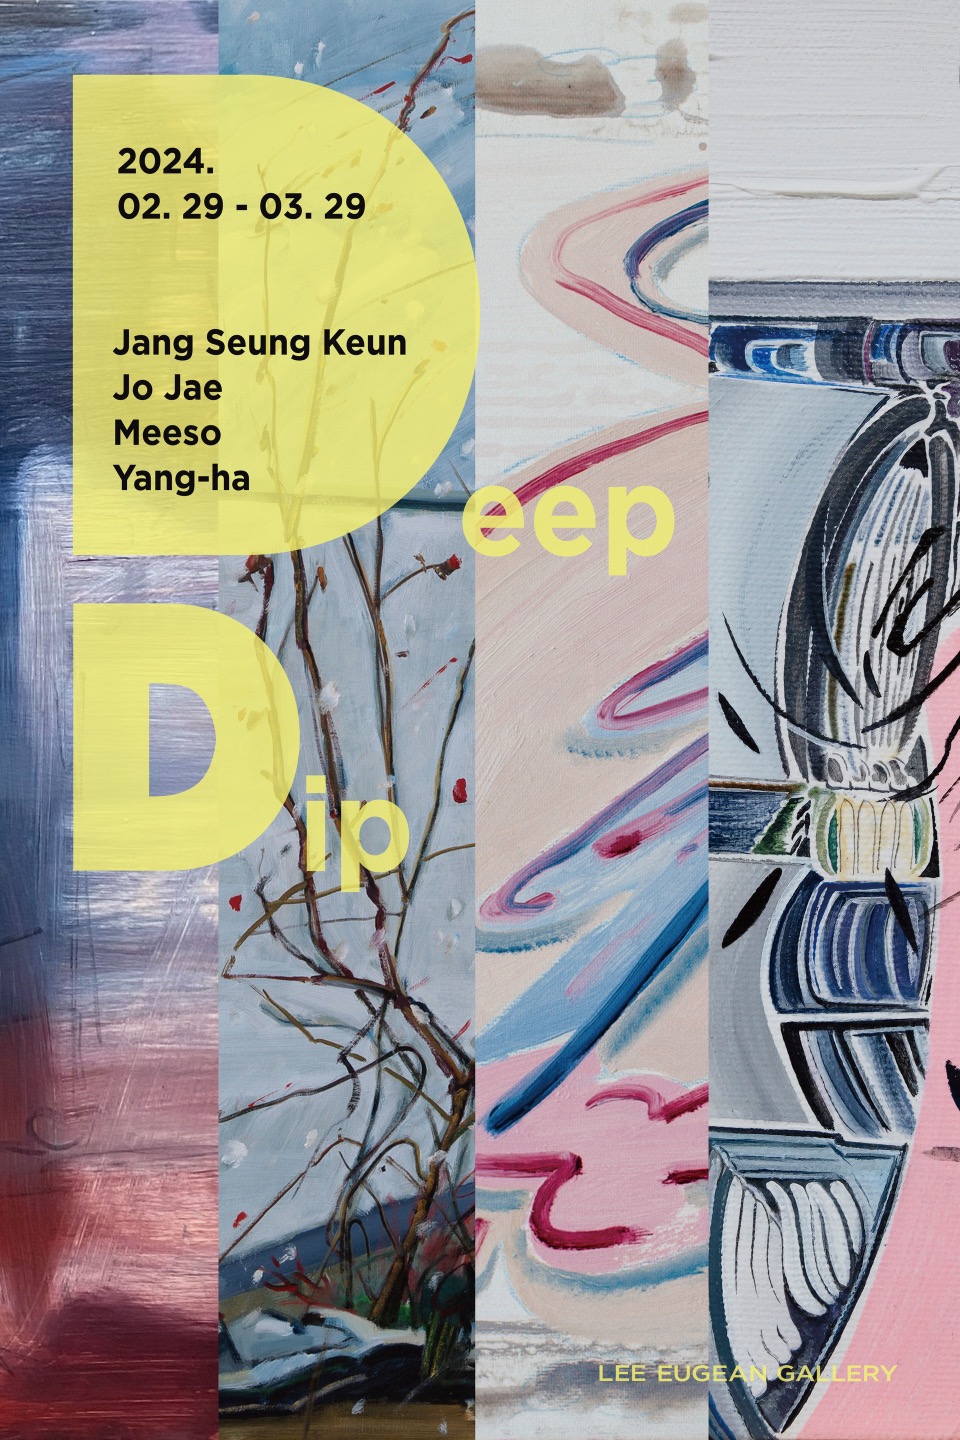 2024.
02. 29 - 03. 29
Jang Seung Keun
Jo Jae
Meeso
Yang-ha
Deep
Dip
LEE EUGEAN GALLERY